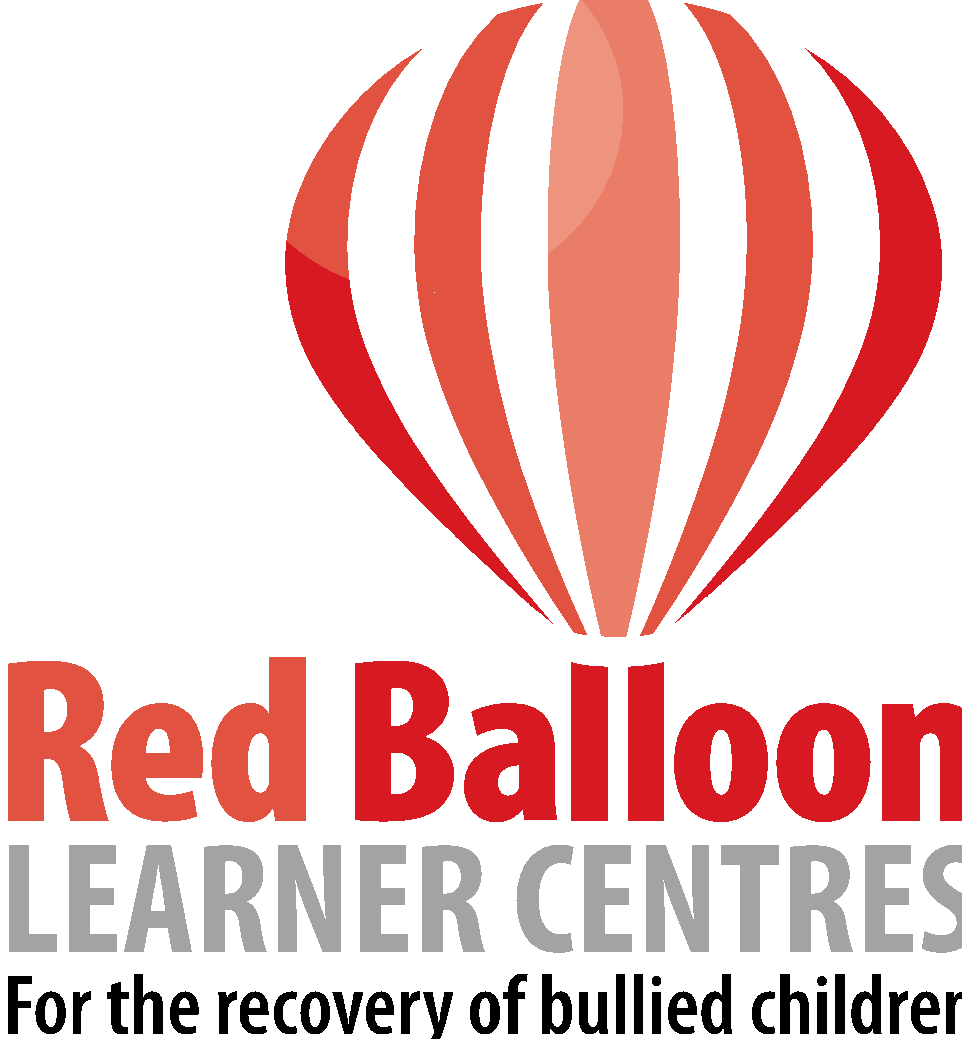 Red Balloon
LEARNER CENTRES
For the recovery of bullied children